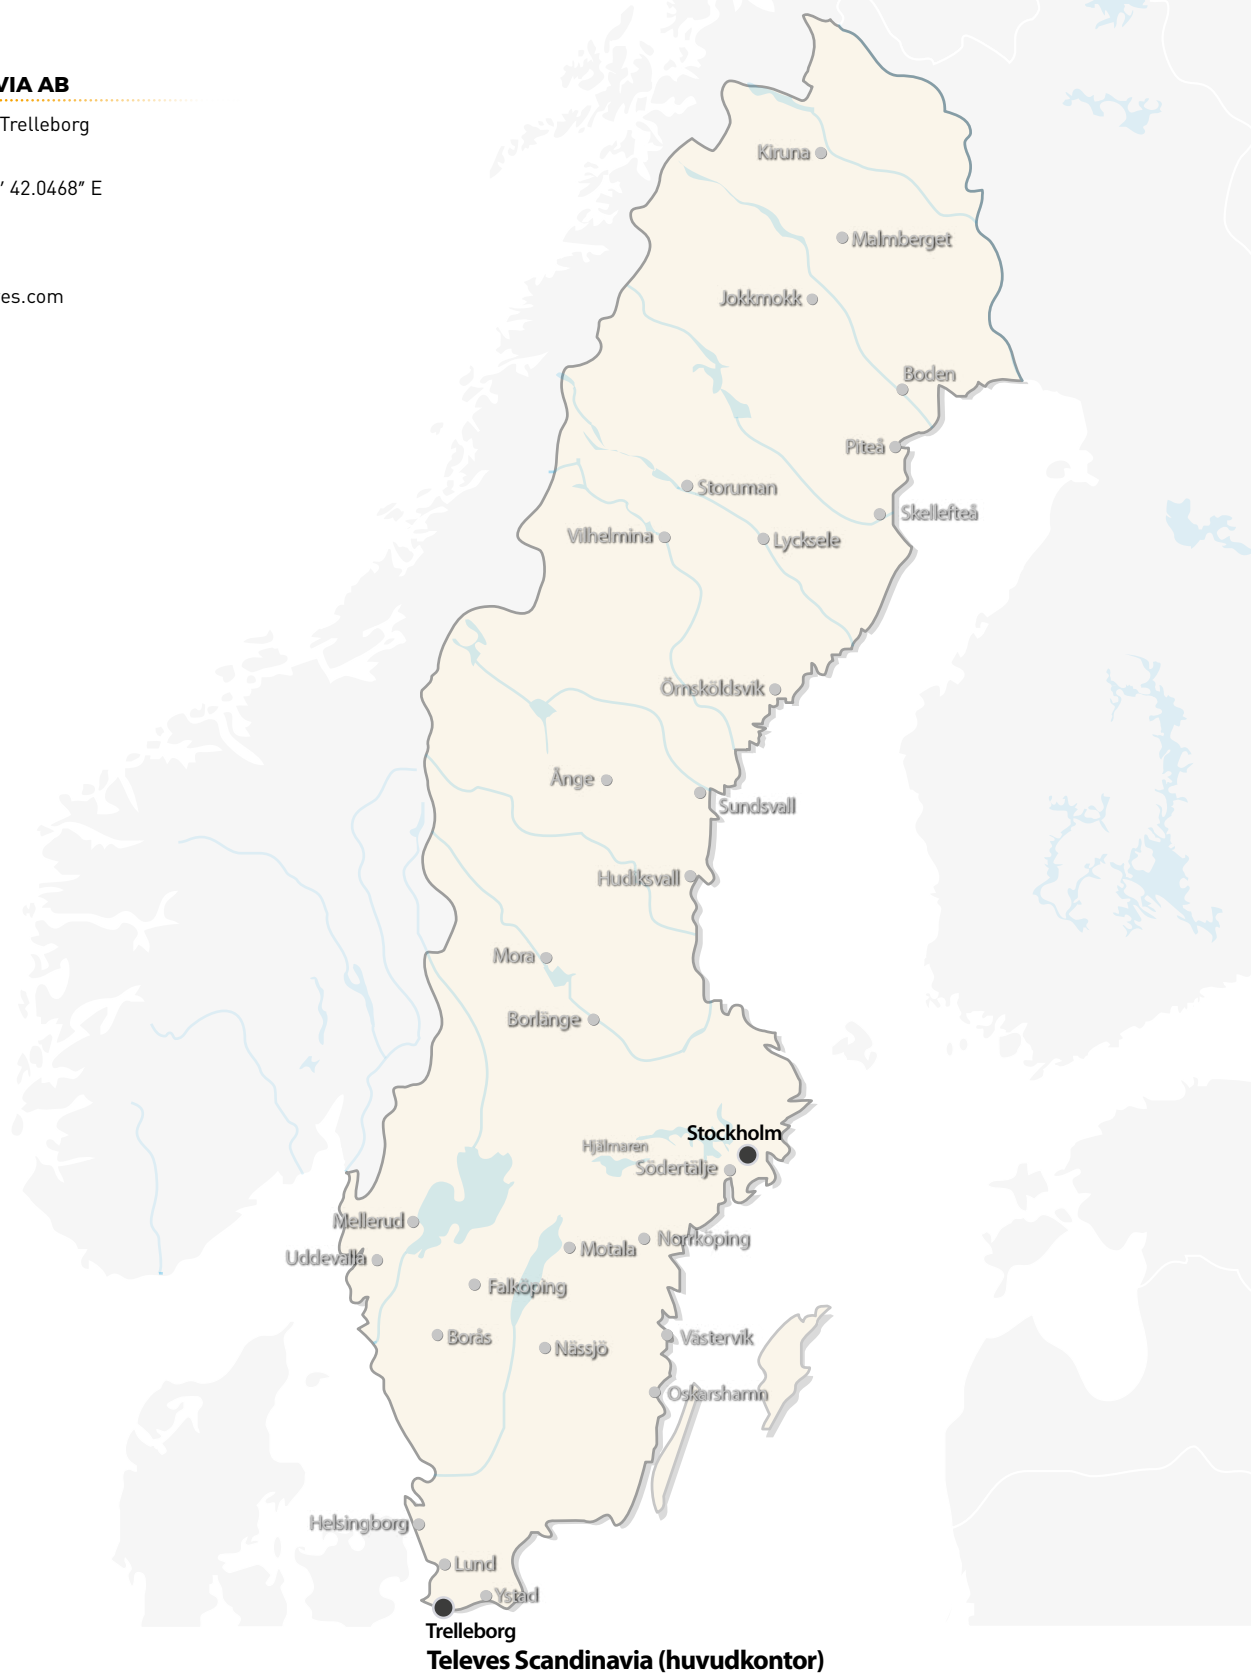 VIA AB
Trelleborg
′ 42.0468″ E
es.com
Kiruna
Malmberget
Jokkmokk
Boden
Piteå
Storuman
Skellefteå
Vilhelmina
Lycksele
Örnsköldsvik
Ånge
Sundsvall
Hudiksvall
Mora
Borlänge
Stockholm
Hjälmaren
Södertälje
Mellerud
Norrköping
Motala
Uddevalla
Falköping
Borås
Västervik
Nässjö
Oskarshamn
Helsingborg
Lund
Ystad
Trelleborg
Televes Scandinavia (huvudkontor)